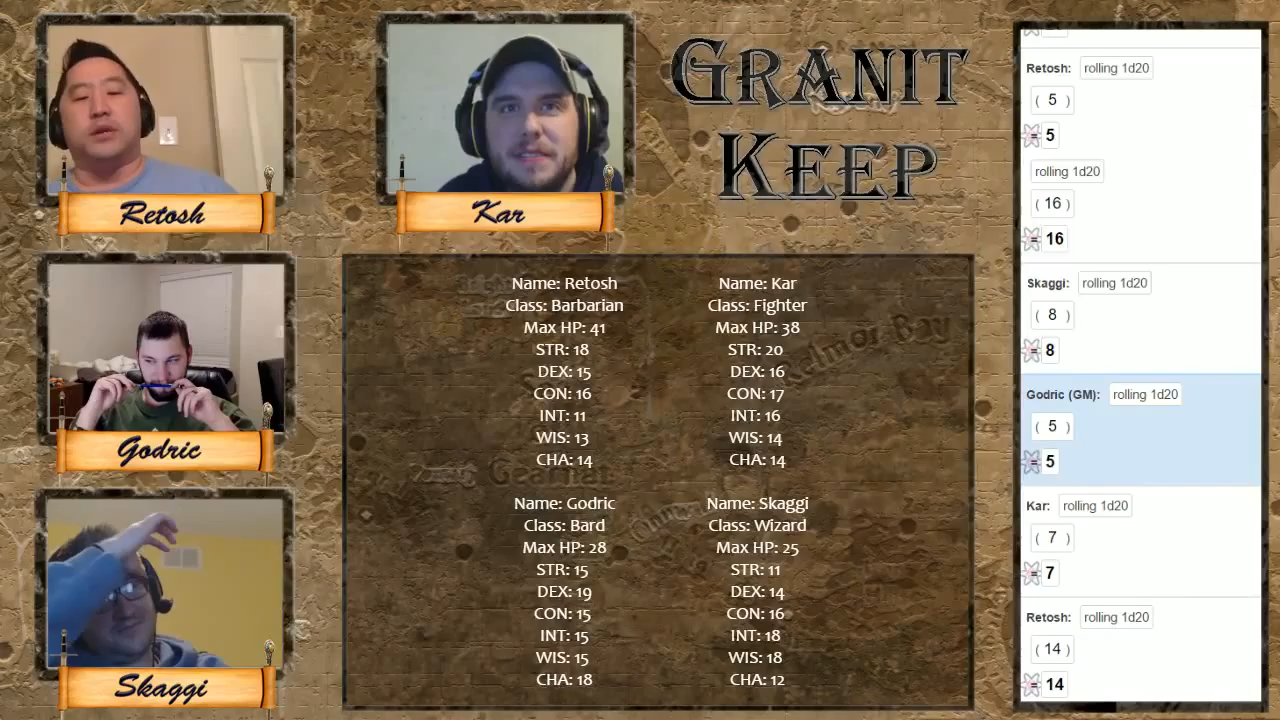 GRANIT
KEEP
Retosh
Kar
Godric
Skaggi
Name: Retosh
Class: Barbarian
Max HP: 41
STR: 18
DEX: 15
CON: 16
INT: 11
WIS: 13
CHA: 14
Name: Kar
Class: Fighter
Max HP: 38
STR: 20
DEX: 16
CON: 17
INT: 16
WIS: 14
CHA: 14
Name: Godric
Class: Bard
Max HP: 28
STR: 15
DEX: 19
CON: 15
INT: 15
WIS: 15
CHA: 18
Name: Skaggi
Class: Wizard
Max HP: 25
STR: 11
DEX: 14
CON: 16
INT: 18
WIS: 18
CHA: 12
Retosh: rolling 1d20
( 5 )
= 5
rolling 1d20
( 16 )
= 16
Skaggi: rolling 1d20
( 8 )
= 8
Godric (GM): rolling 1d20
( 5 )
= 5
Kar: rolling 1d20
( 7 )
= 7
Retosh: rolling 1d20
( 14 )
= 14